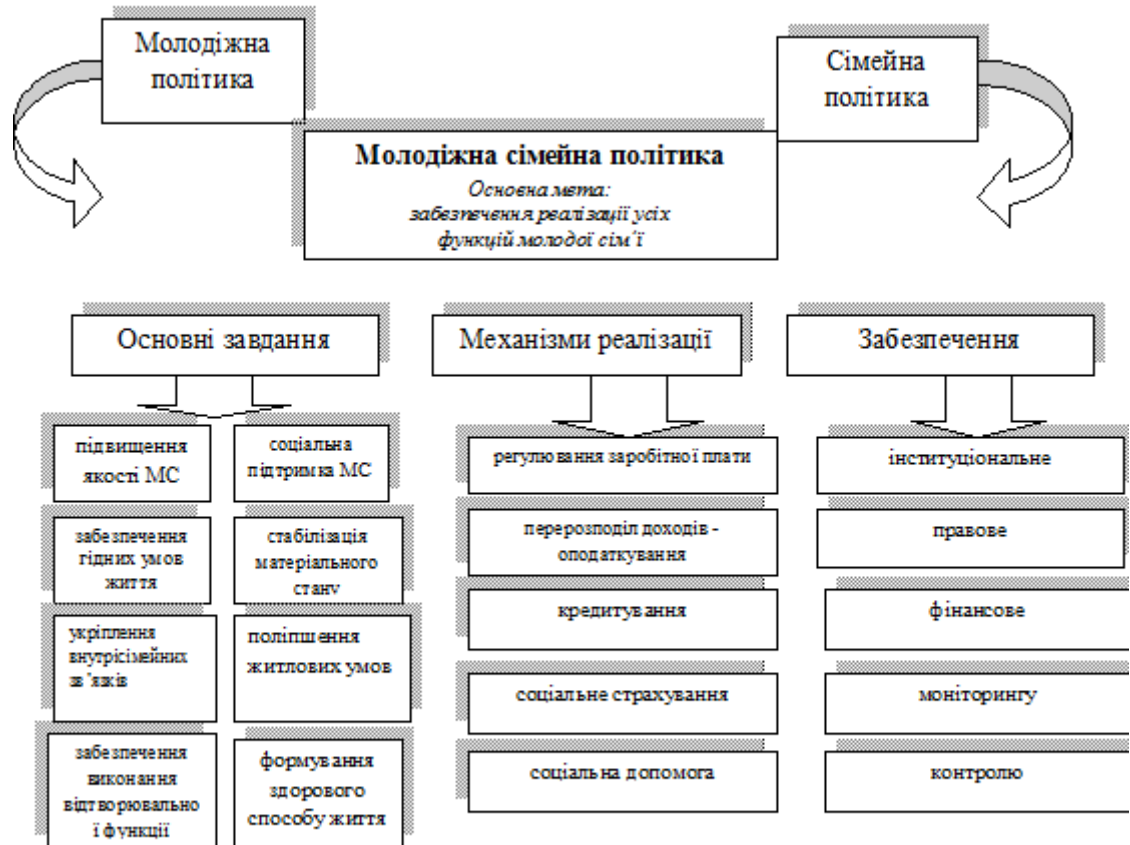 Молодіжна
політика
Сімейна
політика
Молодіжна сімейна політика
Основна мета:
забезпечення реалізації усіх
функцій молодої сім´ї
Основні завдання
Механізми реалізації
Забезпечення
підвищення
якості МС
соціальна
підтримка МС
забезпечення
гідних умов
життя
стабілізація
матеріального
стану
укріплення
внутрісімейних
зв’язків
поліпшення
житлових умов
забезпечення
виконання
відтворювально
ї функції
формування
здорового
способу життя
регулювання заробітної плати
перерозподіл доходів -
оподаткування
кредитування
соціальне страхування
соціальна допомога
інституціональне
правове
фінансове
моніторингу
контролю